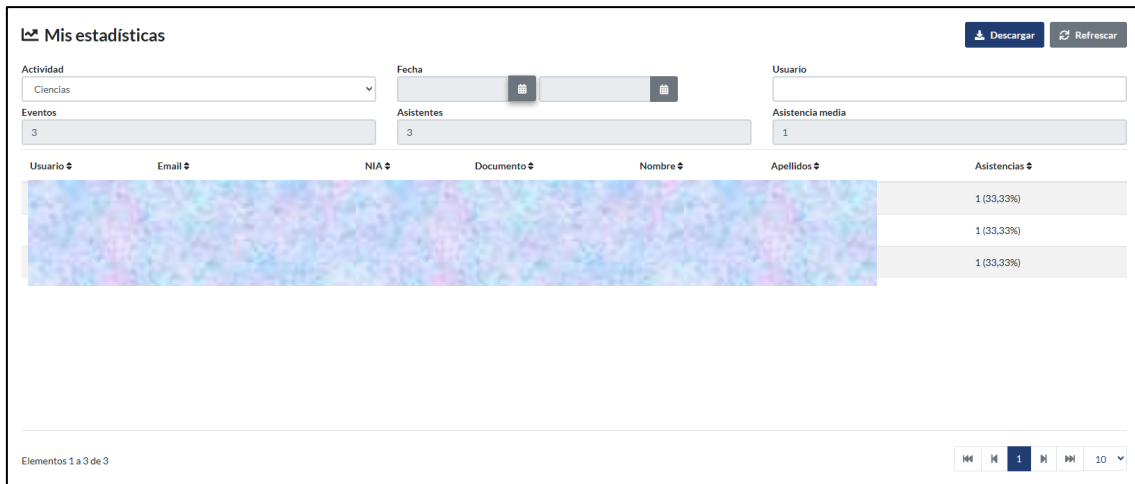 Mis estadísticas
Descargar Refrescar
Actividad Fecha Usuario
Ciencias
Eventos Asistentes Asistencia media
3 3 1
Usuario Email NIA Documento Nombre Apellidos Asistencias
1 (33,33%)
1 (33,33%)
1 (33,33%)
Elementos 1 a 3 de 3
1 10